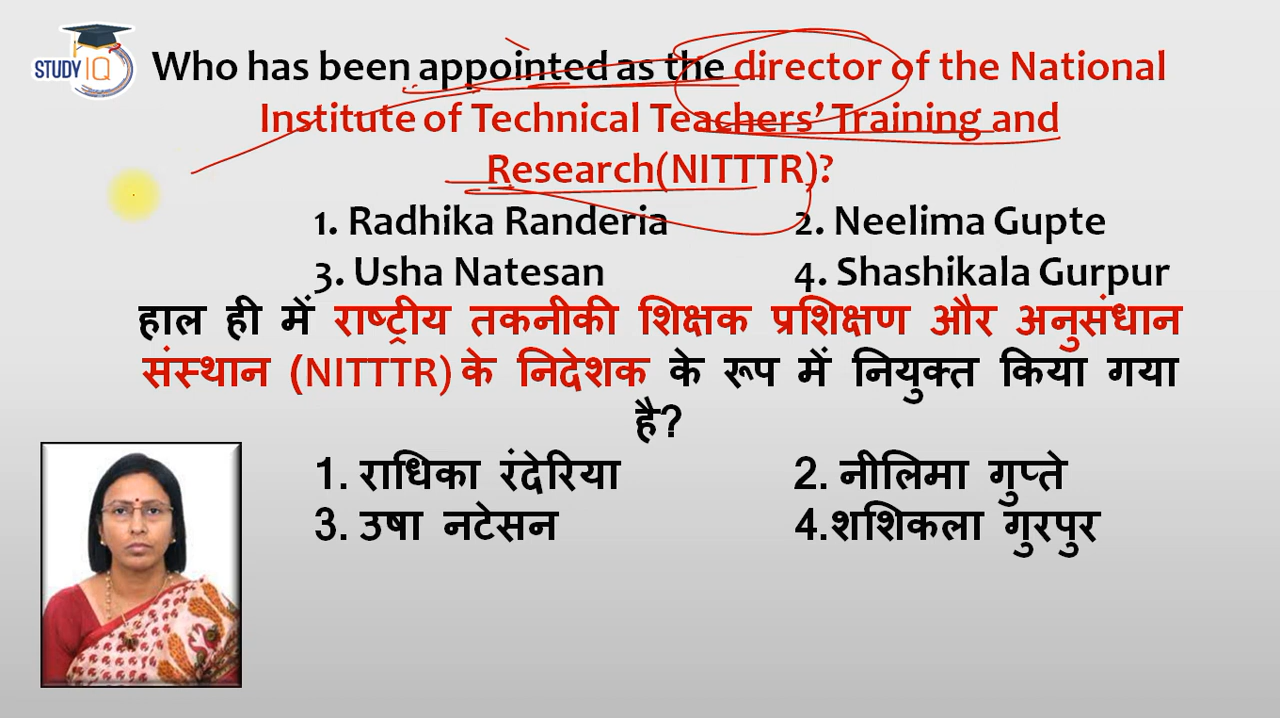 STUDY IQ
Who has been appointed as the director of the National
Institute of Technical Teachers’ Training and
Research(NITTTR)?
1. Radhika Randeria 2. Neelima Gupte
3. Usha Natesan 4. Shashikala Gurpur
हाल ही में राष्ट्रीय तकनीकी शिक्षक प्रशिक्षण और अनुसंधान
संस्थान (NITTTR) के निदेशक के रूप में नियुक्त किया गया
है?
1. राधिका रंदेरिया 2. नीलिमा गुप्ते
3. उषा नटेसन 4.शशिकला गुरपुर